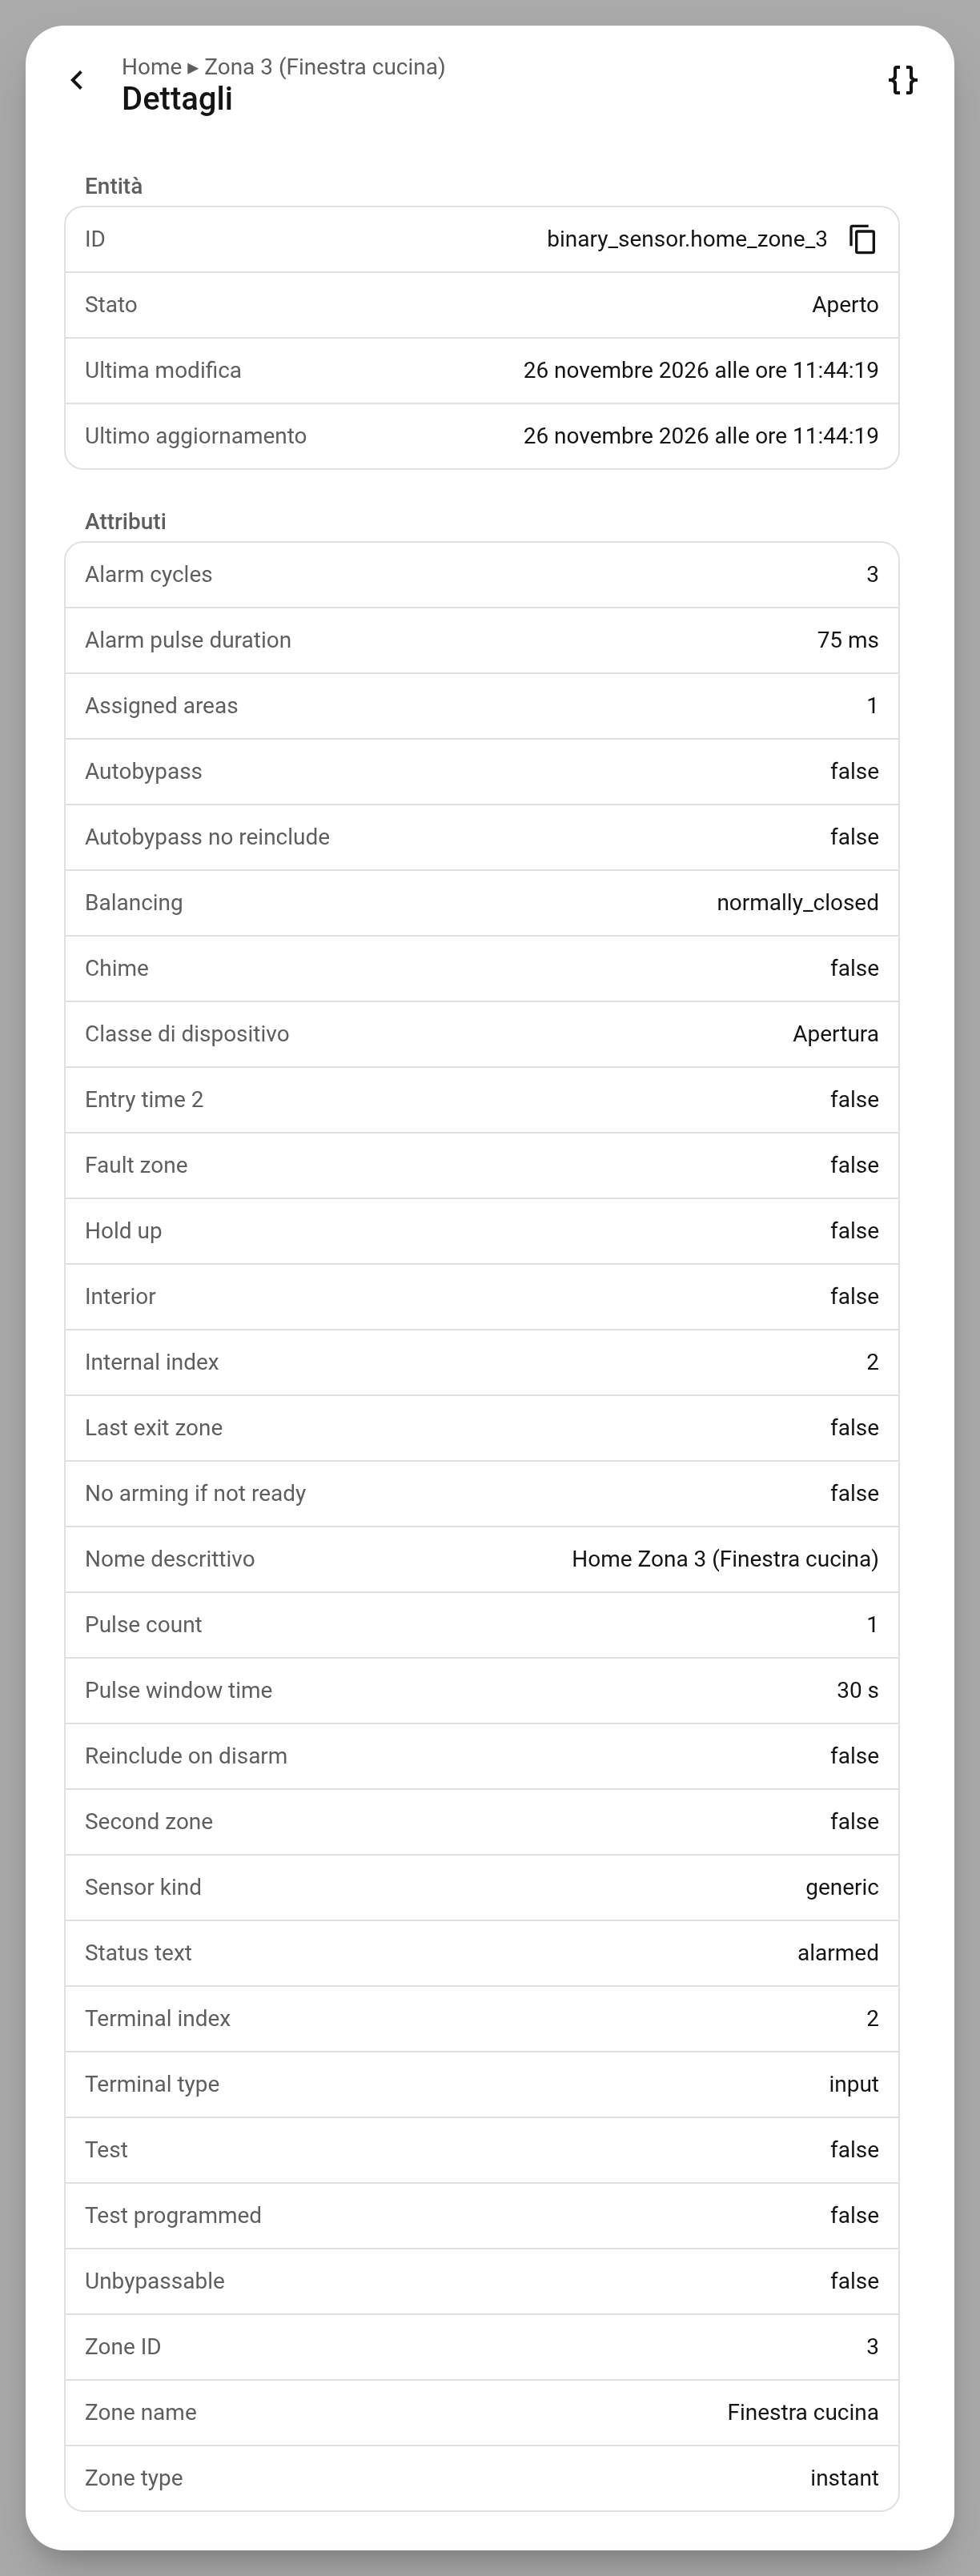 Home ▸ Zona 3 (Finestra cucina)
Dettagli
{}
Entità
ID binary_sensor.home_zone_3
Stato Aperto
Ultima modifica 26 novembre 2026 alle ore 11:44:19
Ultimo aggiornamento 26 novembre 2026 alle ore 11:44:19
Attributi
Alarm cycles 3
Alarm pulse duration 75 ms
Assigned areas 1
Autobypass false
Autobypass no reinclude false
Balancing normally_closed
Chime false
Classe di dispositivo Apertura
Entry time 2 false
Fault zone false
Hold up false
Interior false
Internal index 2
Last exit zone false
No arming if not ready false
Nome descrittivo Home Zona 3 (Finestra cucina)
Pulse count 1
Pulse window time 30 s
Reinclude on disarm false
Second zone false
Sensor kind generic
Status text alarmed
Terminal index 2
Terminal type input
Test false
Test programmed false
Unbypassable false
Zone ID 3
Zone name Finestra cucina
Zone type instant